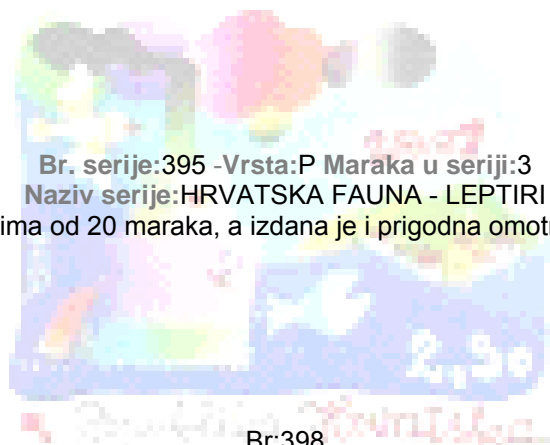 Br. serije:395 -Vrsta:P Maraka u seriji:3
Naziv serije:HRVATSKA FAUNA - LEPTIRI
ima od 20 maraka, a izdana je i prigodna omot
2,30
Br:398